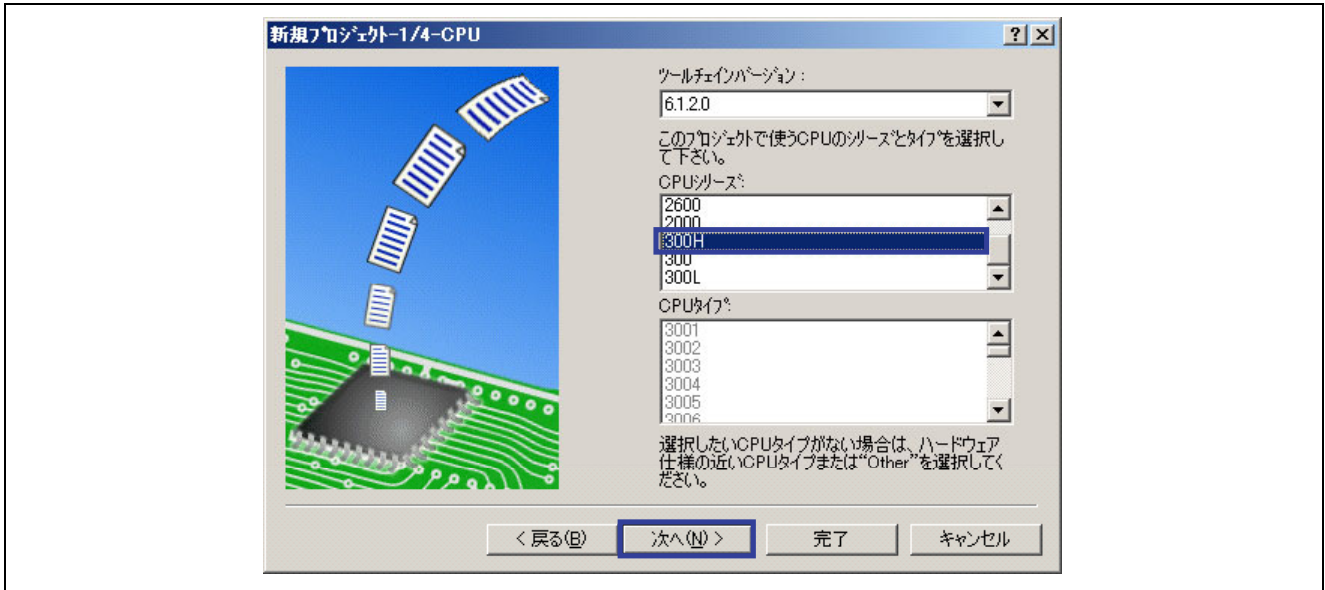 新規プロジェクト-1/4-CPU
ツールチェインバージョン :
6.1.2.0
このプロジェクトで使うCPUのシリーズとタイプを選択し
て下さい。
CPUシリーズ:
2600
2000
300H
300
300L
CPUタイプ:
3001
3002
3003
3004
3005
3006
選択したいCPUタイプがない場合は、ハードウェア
仕様の近いCPUタイプまたは“Other”を選択してく
ださい。
< 戻る(B)
次へ(N) >
完了
キャンセル